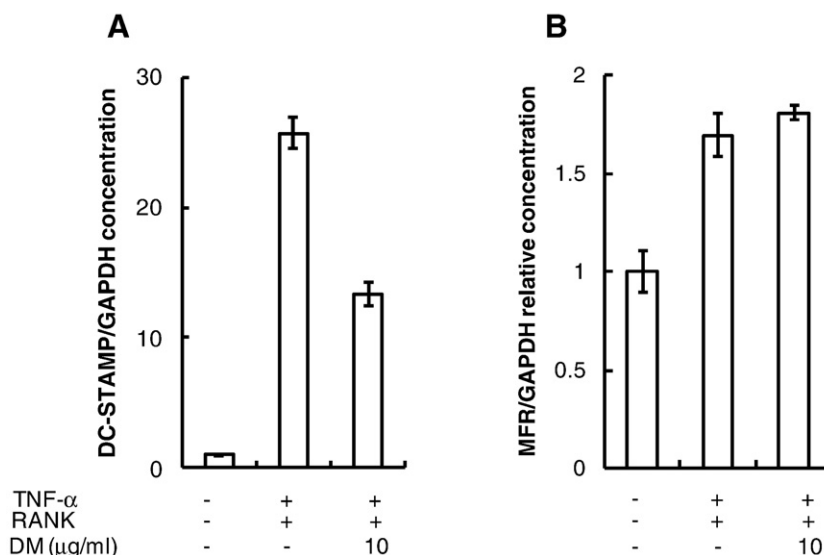 A
B
DC-STAMP/GAPDH concentration
30
20
10
0
MFR/GAPDH relative concentration
2
1.5
1
0.5
0
TNF-α - + + - + +
RANK - + + - + +
DM (μg/ml) - - 10 - - 10